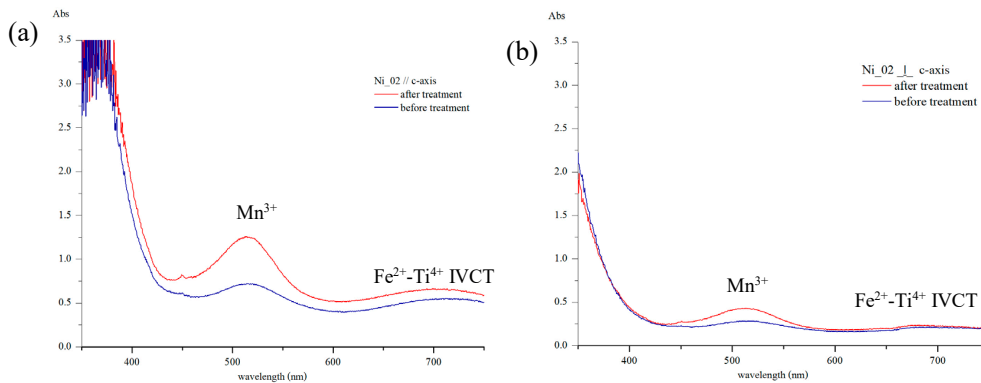 (a)
Abs
3.5
3.0
2.5
2.0
1.5
1.0
0.5
0.0
Ni_02 // c-axis
after treatment
before treatment
Mn³⁺
Fe²⁺-Ti⁴⁺ IVCT
400
500
600
700
wavelength (nm)
(b)
Abs
3.5
3.0
2.5
2.0
1.5
1.0
0.5
0.0
Ni_02 _|_ c-axis
after treatment
before treatment
Mn³⁺
Fe²⁺-Ti⁴⁺ IVCT
400
500
600
700
wavelength (nm)